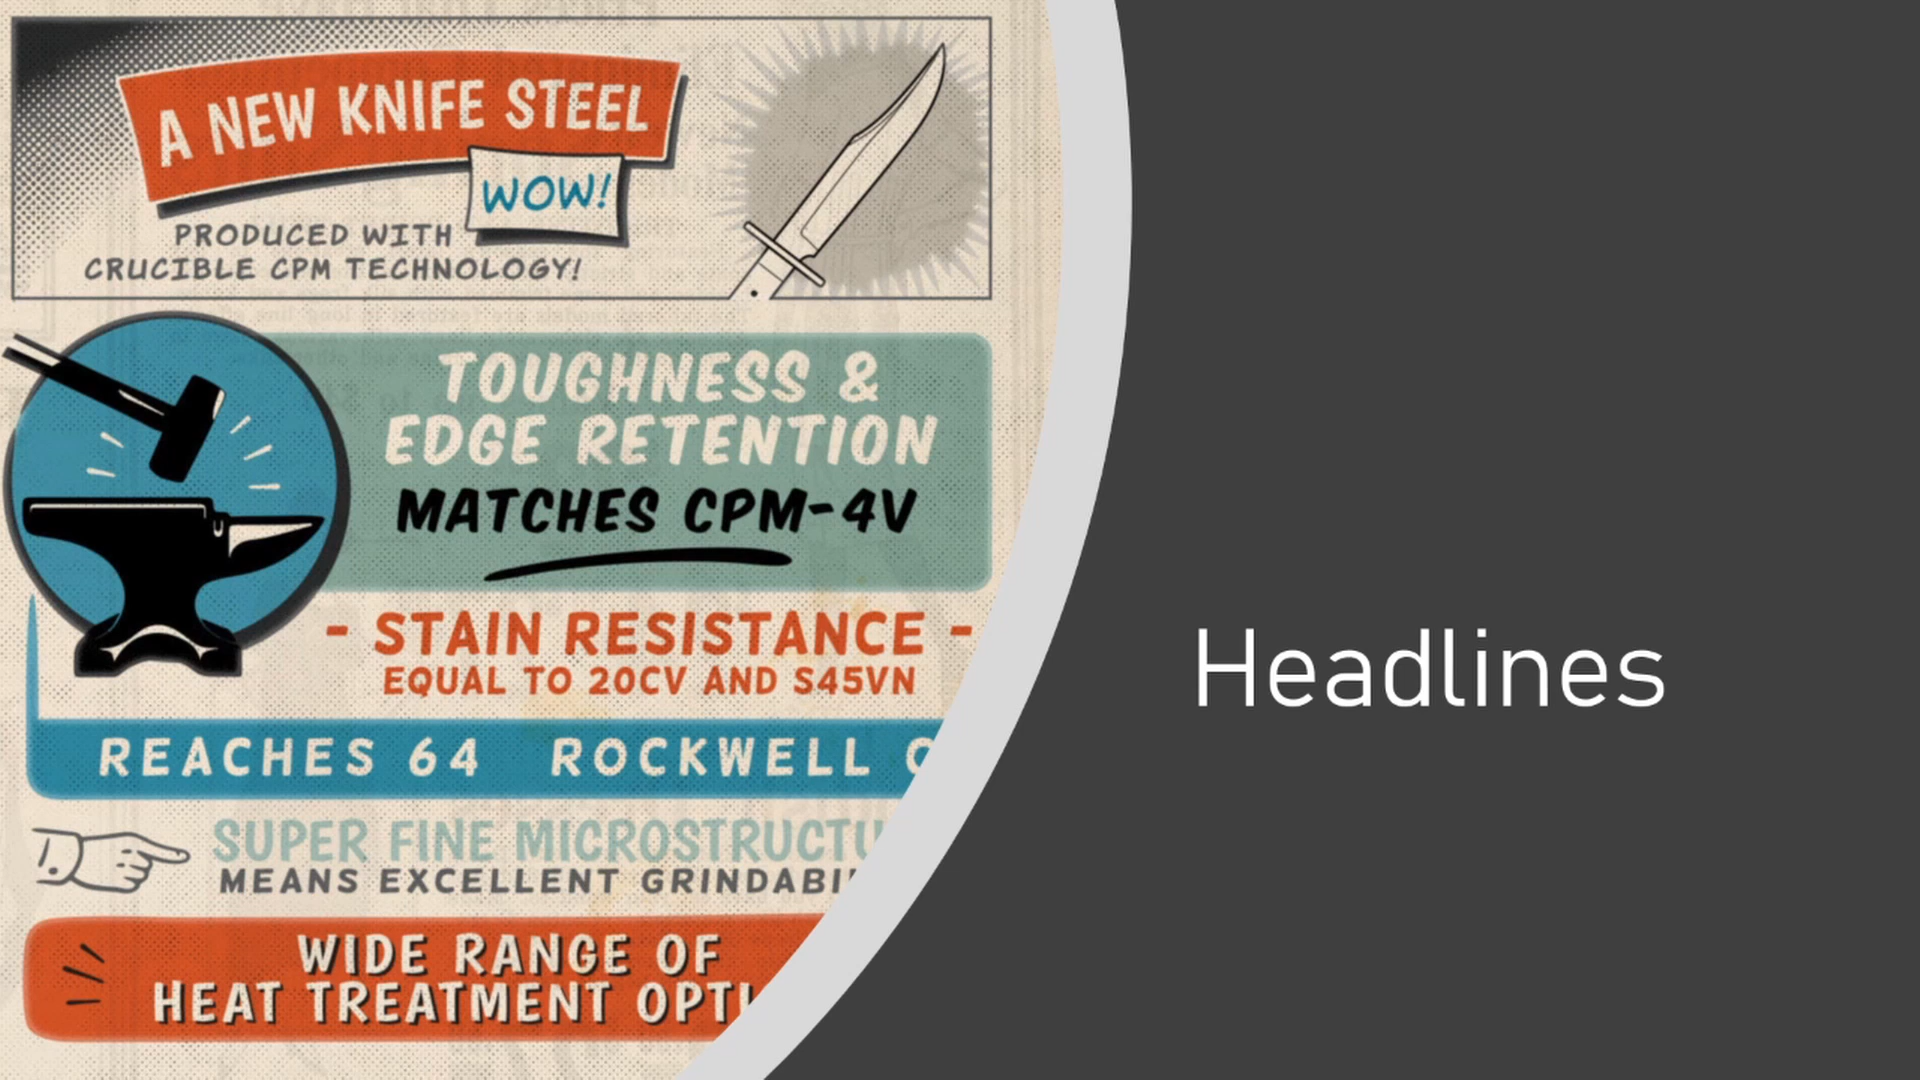 A NEW KNIFE STEEL
WOW!
PRODUCED WITH
CRUCIBLE CPM TECHNOLOGY!
TOUGHNESS &
EDGE RETENTION
MATCHES CPM-4V
- STAIN RESISTANCE -
EQUAL TO 20CV AND S45VN
REACHES 64 ROCKWELL C
SUPER FINE
MEANS EXCELLENT
WIDE RANGE OF
HEAT TREATMENT
Headlines